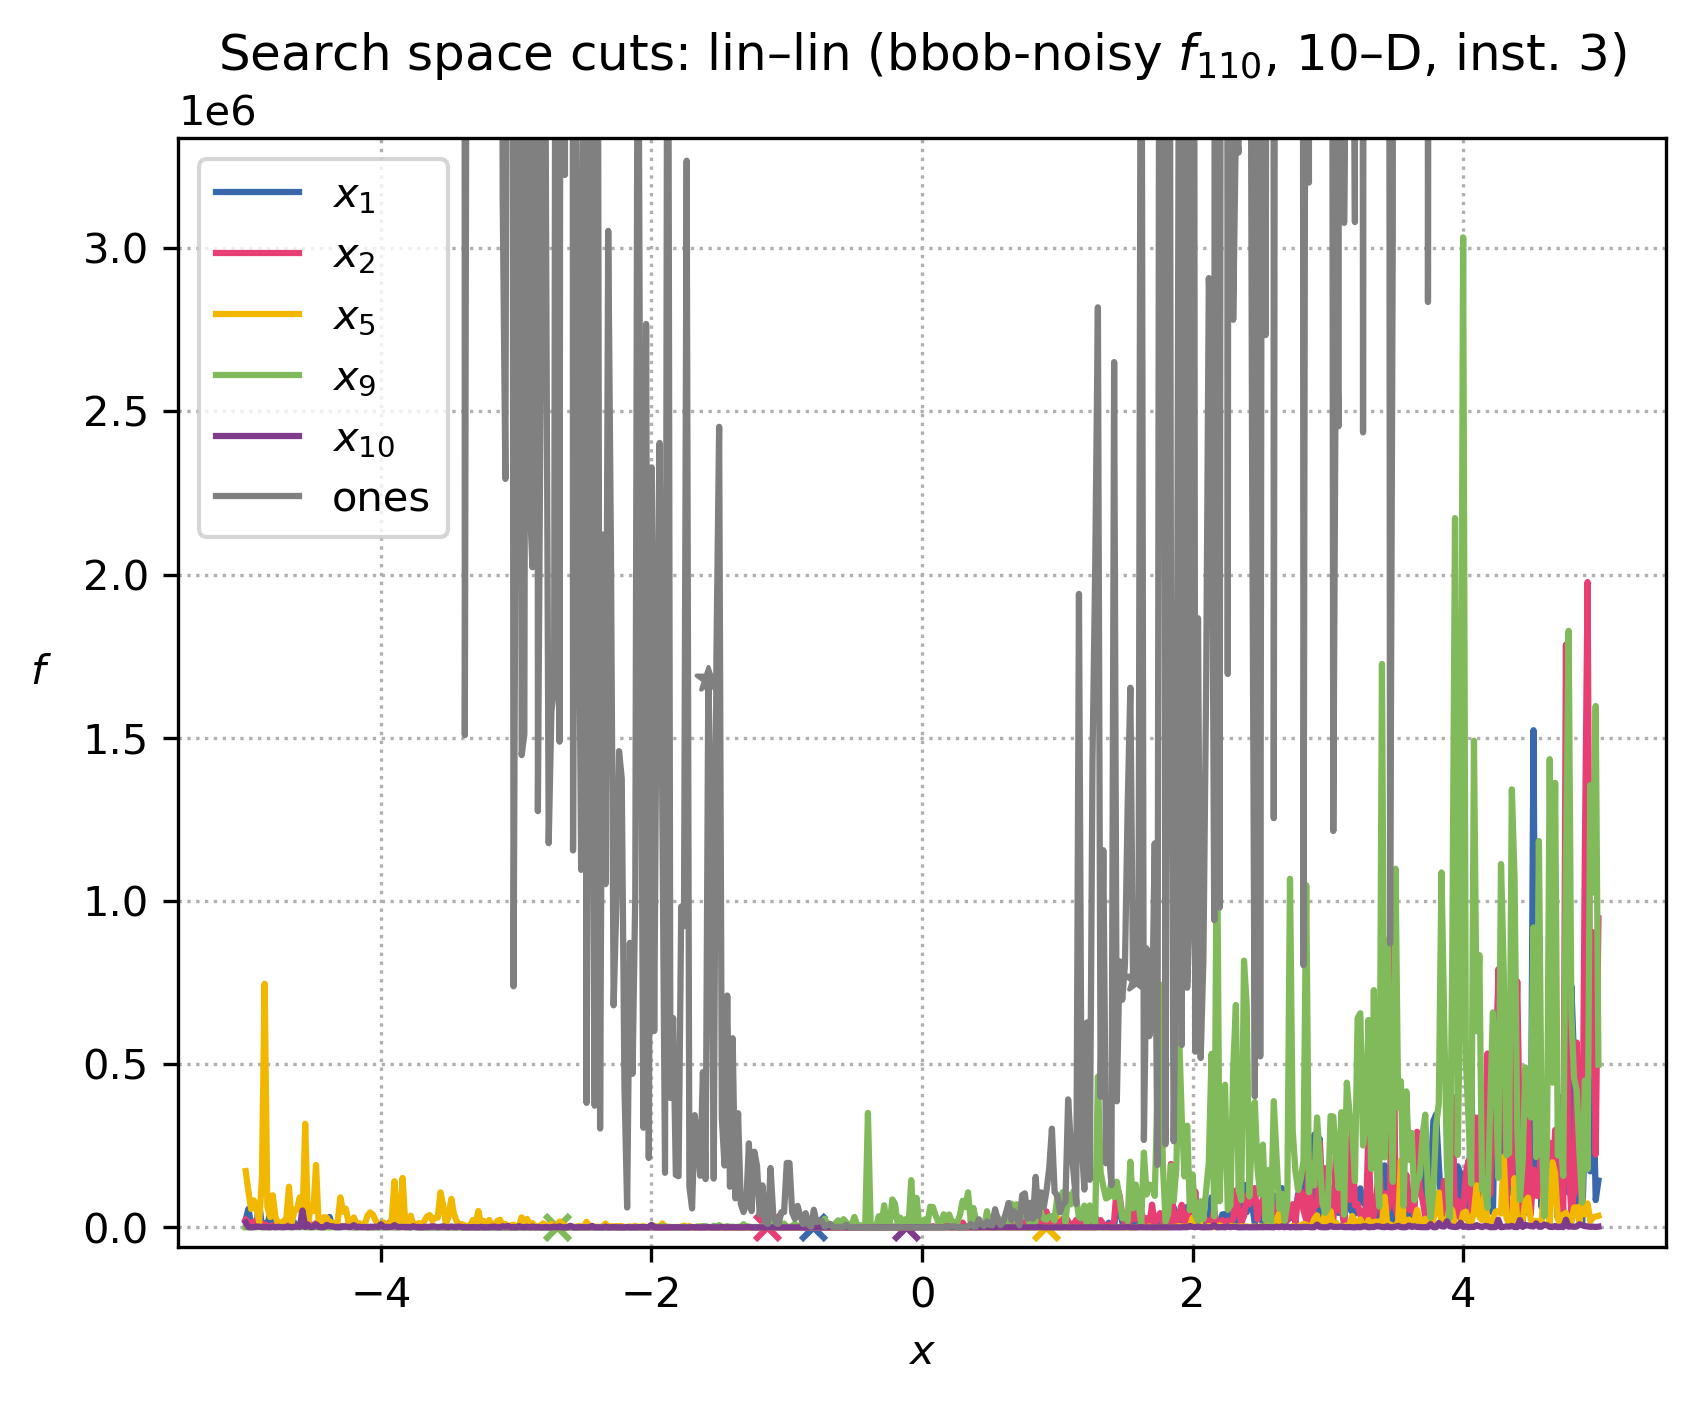 Search space cuts: lin–lin (bbob-noisy f₁₁₀, 10–D, inst. 3)
1e6
x₁
x₂
x₅
x₉
x₁₀
ones
3.0
2.5
2.0
1.5
1.0
0.5
0.0
f
−4 −2 0 2 4
x